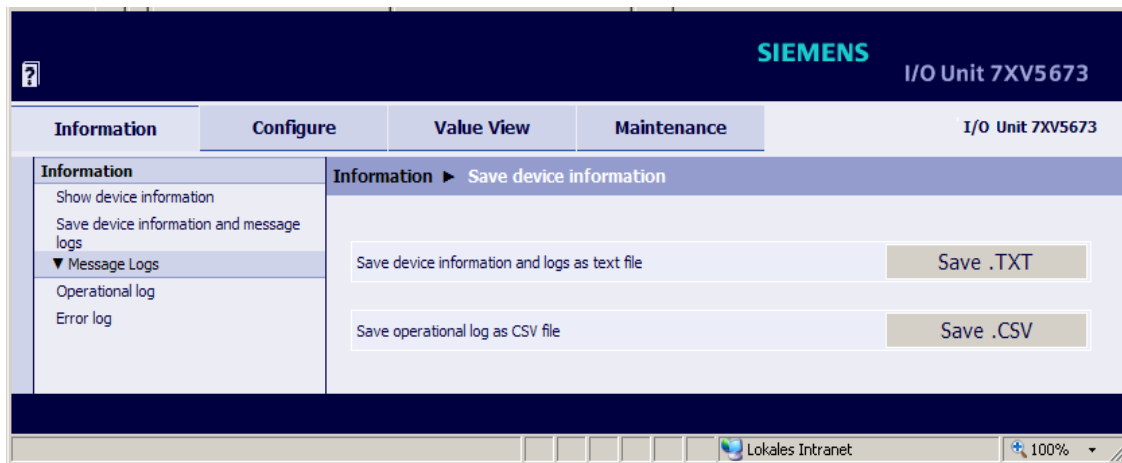 SIEMENS
?
I/O Unit 7XV5673
Information
Configure
Value View
Maintenance
I/O Unit 7XV5673
Information
Show device information
Save device information and message
logs
▼ Message Logs
Operational log
Error log
Information ► Save device information
Save device information and logs as text file
Save .TXT
Save operational log as CSV file
Save .CSV
Lokales Intranet
100%